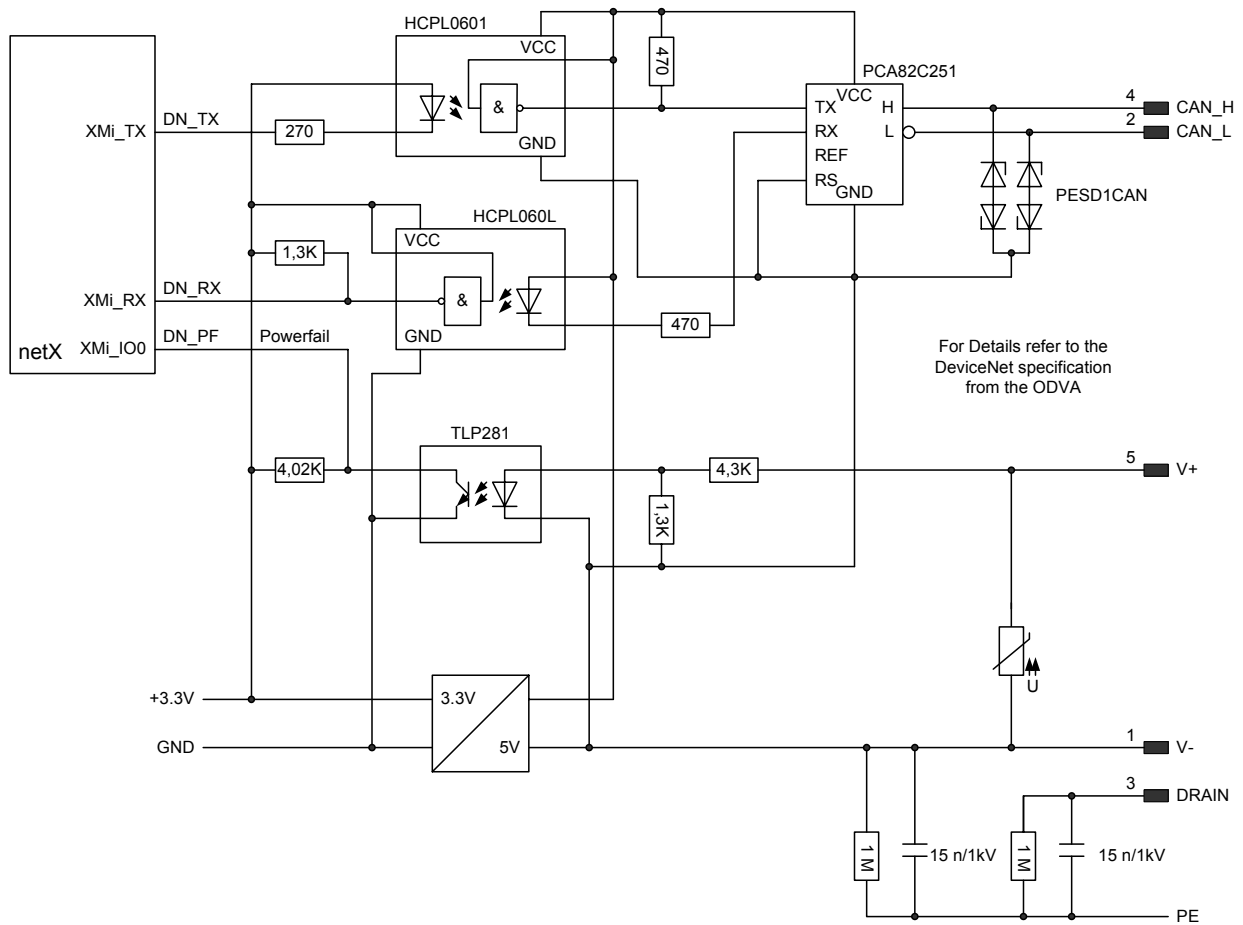 HCPL0601
VCC
470
PCA82C251
&
TX
VCC
H
4
CAN_H
XMi_TX
DN_TX
270
RX
L
2
CAN_L
GND
REF
RS
GND
PESD1CAN
HCPL060L
VCC
1,3K
XMi_RX
DN_RX
&
470
GND
netX
XMi_IO0
DN_PF
Powerfail
For Details refer to the
DeviceNet specification
from the ODVA
TLP281
4,02K
4,3K
5
V+
1,3K
U
+3.3V
3.3V
GND
5V
1
V-
3
DRAIN
1 M
15 n/1kV
1 M
15 n/1kV
PE